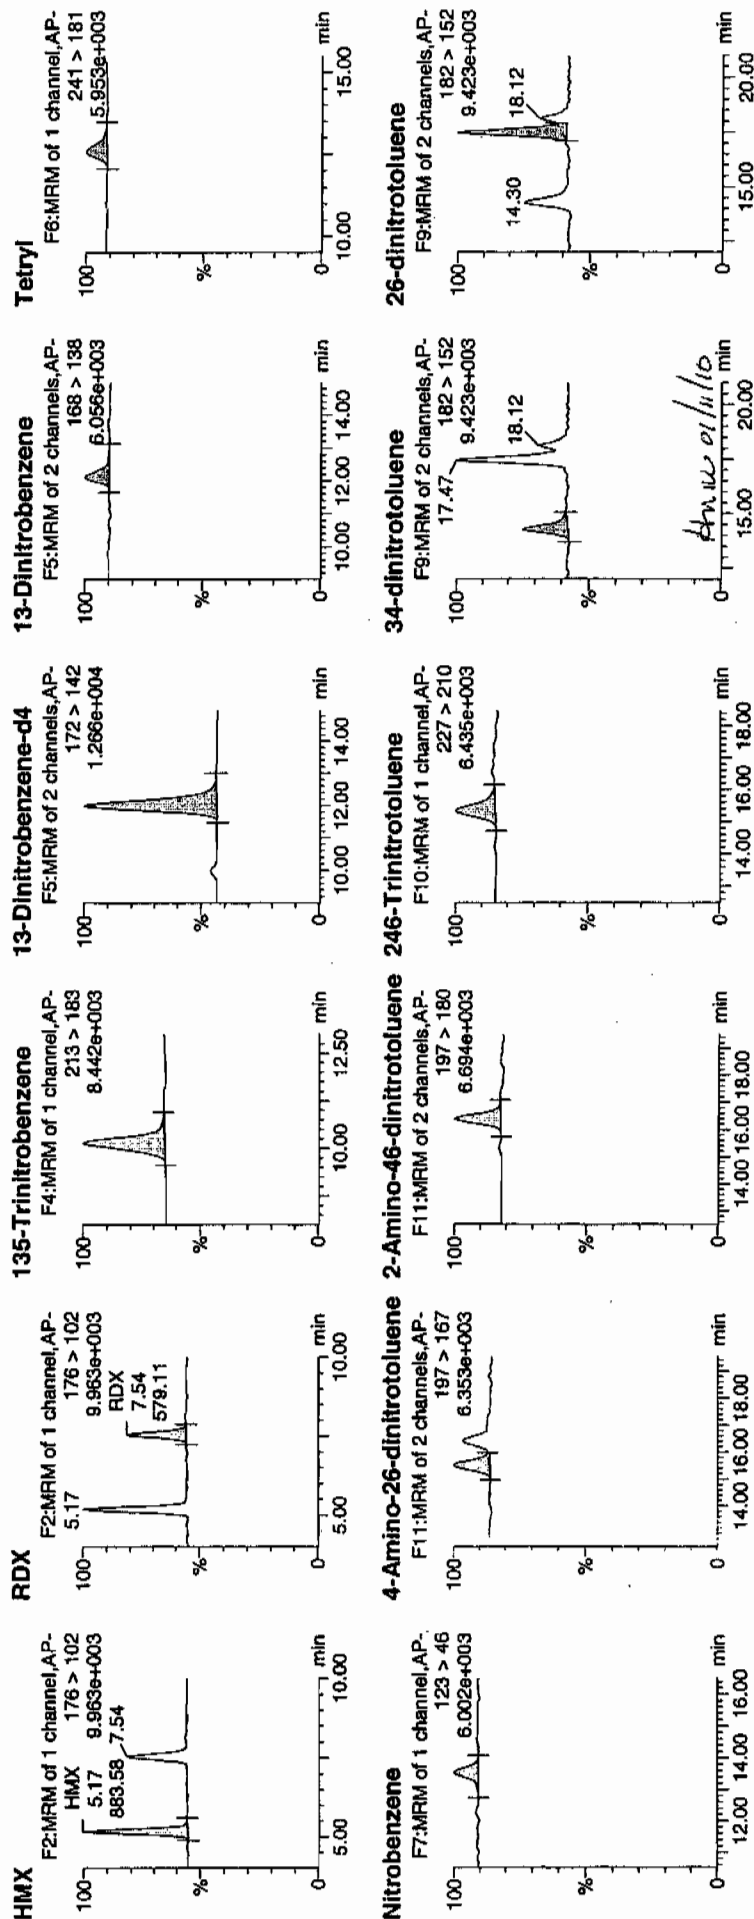 HMX
F2:MRM of 1 channel,AP-
HMX 176 > 102
5.17 9.963e+003
883.58 7.54
100
%
0
5.00 10.00 min
RDX
F2:MRM of 1 channel,AP-
5.17 176 > 102
9.963e+003
RDX
7.54
579.11
100
%
0
5.00 10.00 min
135-Trinitrobenzene
F4:MRM of 1 channel,AP-
213 > 183
8.442e+003
100
%
0
10.00 12.50 min
13-Dinitrobenzene-d4
F5:MRM of 2 channels,AP-
172 > 142
1.266e+004
100
%
0
10.00 12.00 14.00 min
13-Dinitrobenzene
F5:MRM of 2 channels,AP-
168 > 138
6.056e+003
100
%
0
10.00 12.00 14.00 min
Tetryl
F6:MRM of 1 channel,AP-
241 > 181
5.953e+003
100
%
0
10.00 15.00 min
Nitrobenzene
F7:MRM of 1 channel,AP-
123 > 46
6.002e+003
100
%
0
12.00 14.00 16.00 min
4-Amino-26-dinitrotoluene
F11:MRM of 2 channels,AP-
197 > 167
6.353e+003
100
%
0
14.00 16.00 18.00 min
2-Amino-46-dinitrotoluene
F11:MRM of 2 channels,AP-
197 > 180
6.694e+003
100
%
0
14.00 16.00 18.00 min
246-Trinitrotoluene
F10:MRM of 1 channel,AP-
227 > 210
6.435e+003
100
%
0
14.00 16.00 18.00 min
34-dinitrotoluene
F9:MRM of 2 channels,AP-
17.47 182 > 152
9.423e+003
18.12
100
%
0
15.00 20.00 min
01/11/10
26-dinitrotoluene
F9:MRM of 2 channels,AP-
182 > 152
9.423e+003
14.30 18.12
100
%
0
15.00 20.00 min